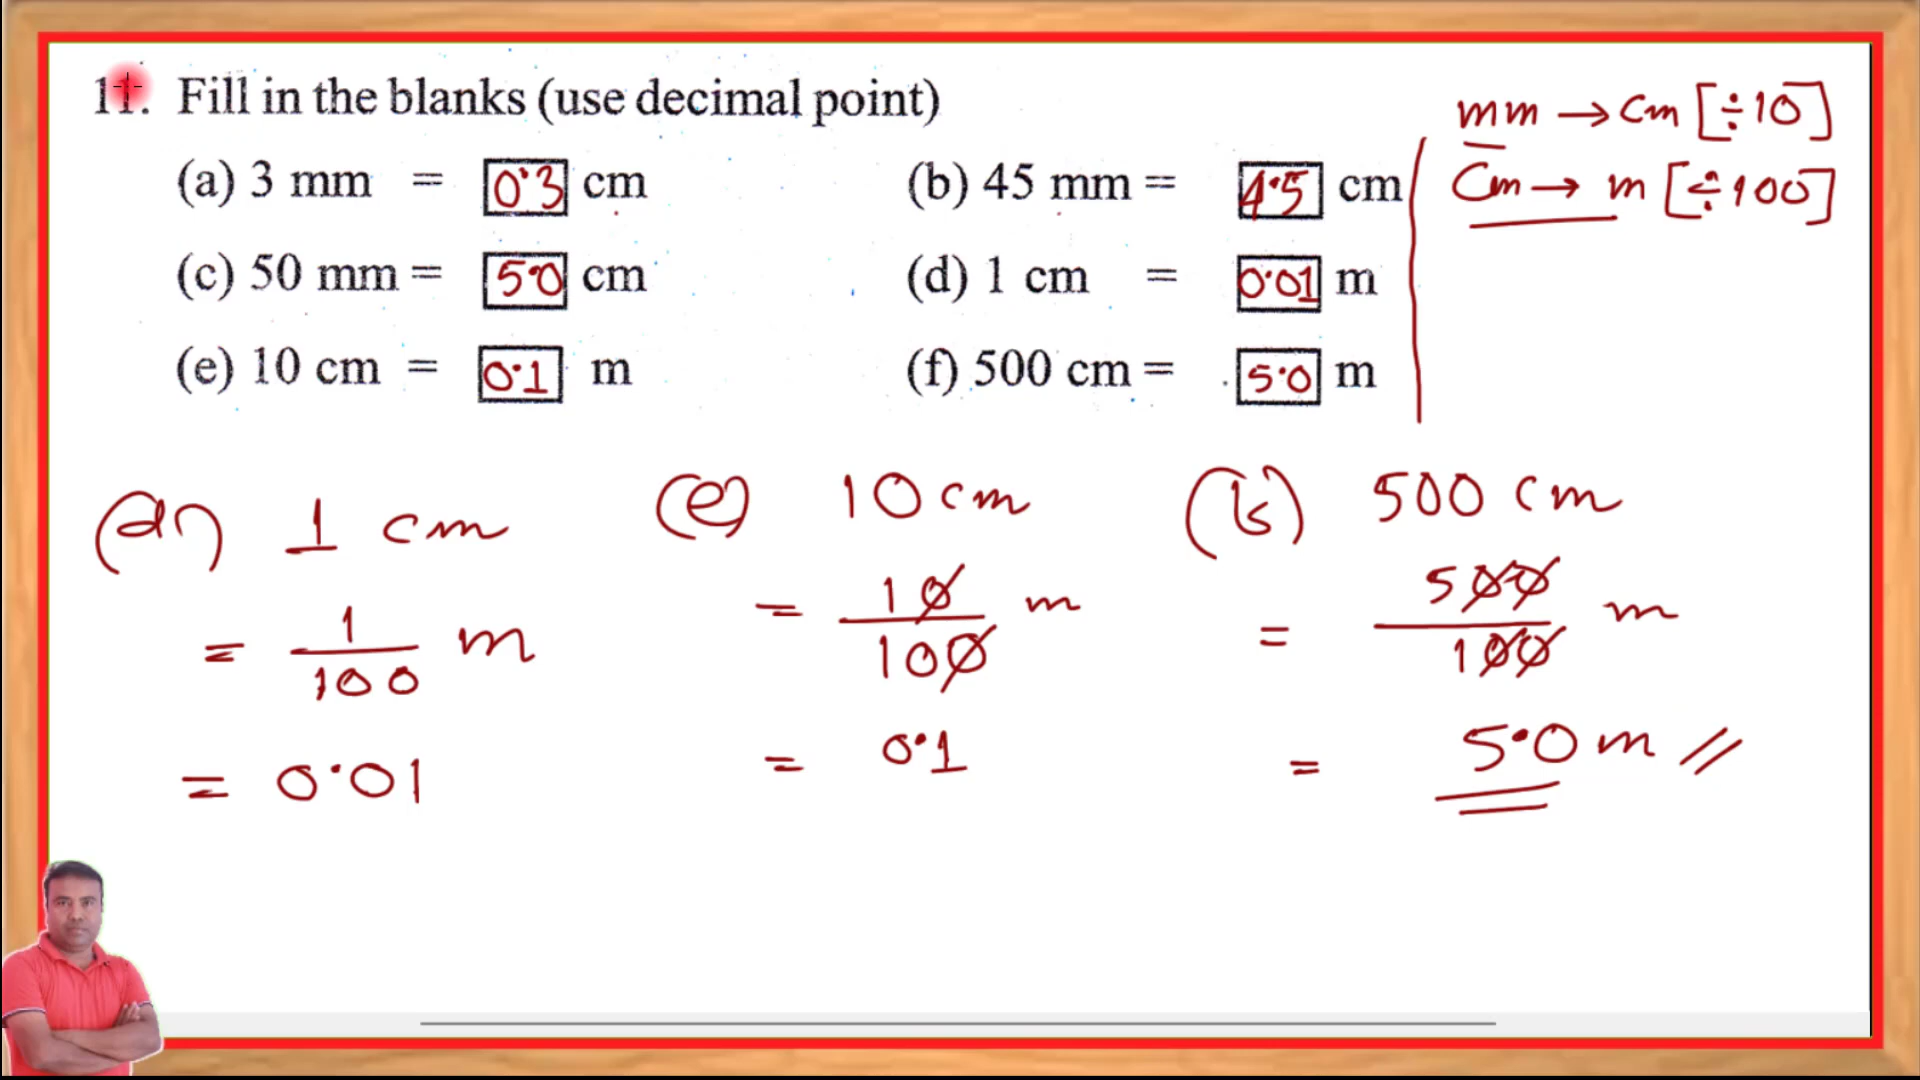 11. Fill in the blanks (use decimal point)
mm → cm [÷10]
cm → m [÷100]
(a) 3 mm = 0.3 cm
(b) 45 mm = 4.5 cm
(c) 50 mm = 5.0 cm
(d) 1 cm = 0.01 m
(e) 10 cm = 0.1 m
(f) 500 cm = 5.0 m
(d) 1 cm
= 1/100 m
= 0.01
(e) 10 cm
= 10/100 m
= 0.1
(f) 500 cm
= 500/100 m
= 5.0 m //